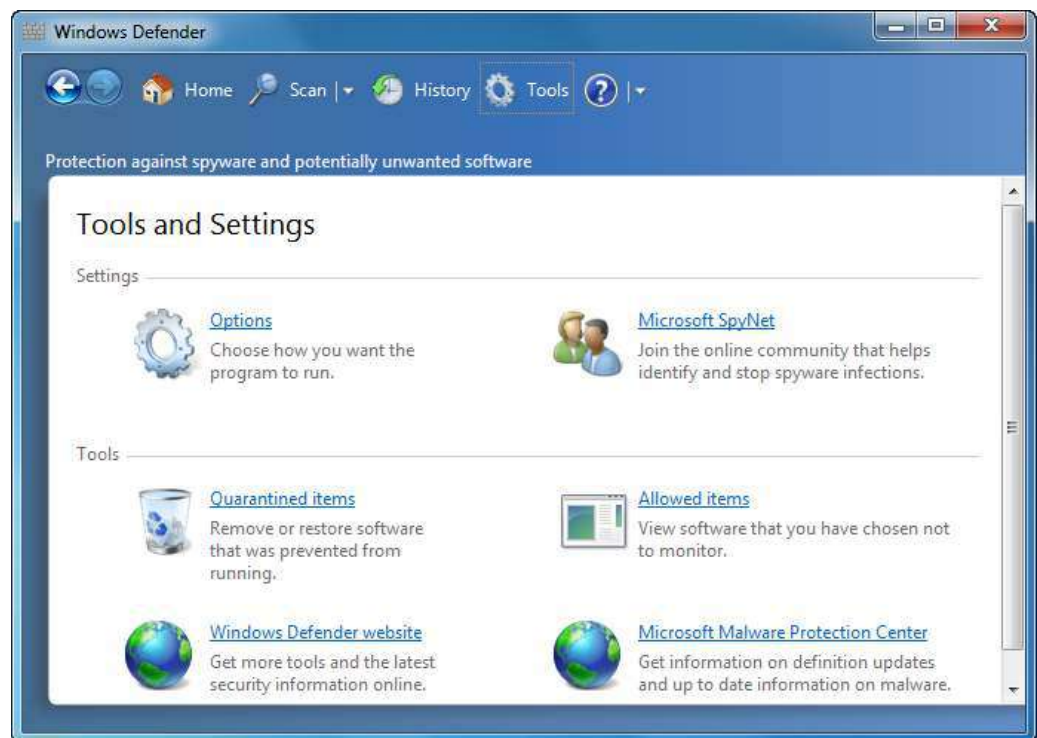 Windows Defender
Home Scan History Tools
Protection against spyware and potentially unwanted software
Tools and Settings
Settings
Options
Choose how you want the
program to run.
Microsoft SpyNet
Join the online community that helps
identify and stop spyware infections.
Tools
Quarantined items
Remove or restore software
that was prevented from
running.
Allowed items
View software that you have chosen not
to monitor.
Windows Defender website
Get more tools and the latest
security information online.
Microsoft Malware Protection Center
Get information on definition updates
and up to date information on malware.